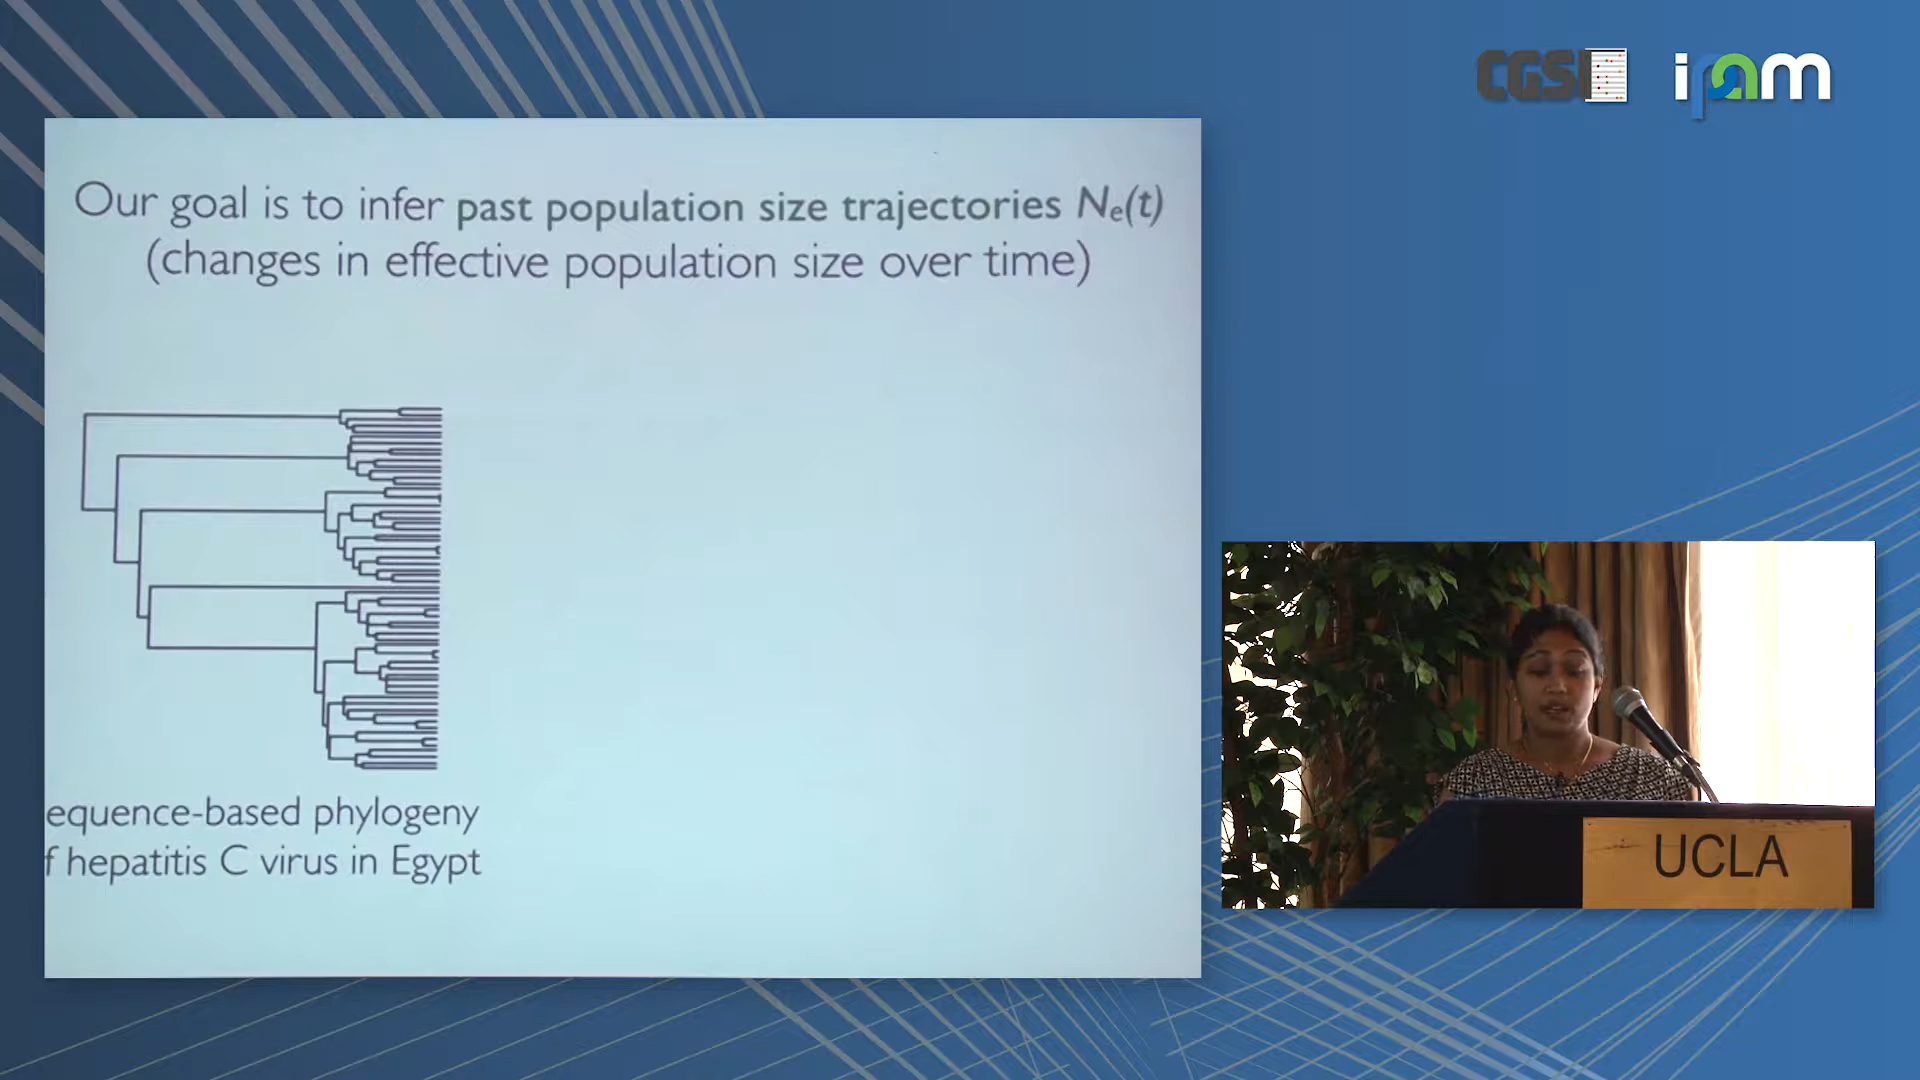 CGSI
ipam
Our goal is to infer past population size trajectories Nₑ(t)
(changes in effective population size over time)
equence-based phylogeny
f hepatitis C virus in Egypt
UCLA